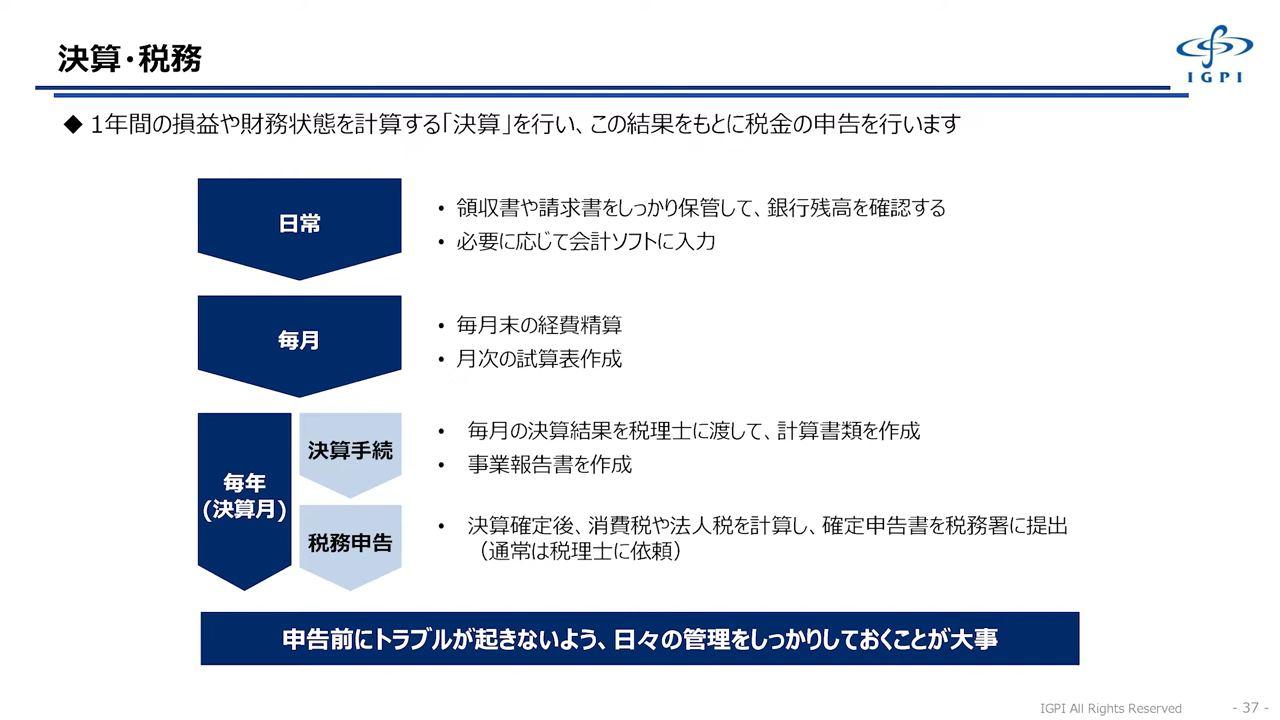 決算・税務
IGPI
◆ 1年間の損益や財務状態を計算する「決算」を行い、この結果をもとに税金の申告を行います
日常
• 領収書や請求書をしっかり保管して、銀行残高を確認する
• 必要に応じて会計ソフトに入力
毎月
• 毎月末の経費精算
• 月次の試算表作成
毎年
(決算月)
決算手続
• 毎月の決算結果を税理士に渡して、計算書類を作成
• 事業報告書を作成
税務申告
• 決算確定後、消費税や法人税を計算し、確定申告書を税務署に提出
（通常は税理士に依頼）
申告前にトラブルが起きないよう、日々の管理をしっかりしておくことが大事
IGPI All Rights Reserved
- 37 -